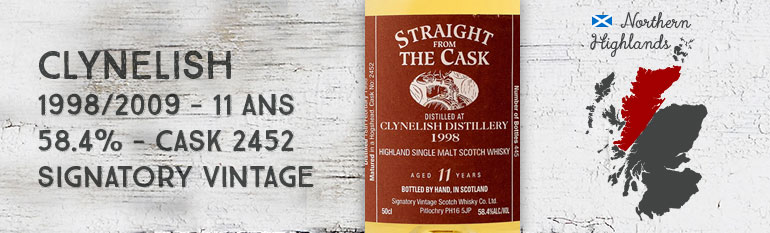 CLYNELISH
1998/2009 - 11 ANS
58.4% - CASK 2452
SIGNATORY VINTAGE
STRAIGHT
FROM
THE CASK
DISTILLED AT
CLYNELISH DISTILLERY
1998
HIGHLAND SINGLE MALT SCOTCH WHISKY
AGED 11 YEARS
BOTTLED BY HAND, IN SCOTLAND
Signatory Vintage Scotch Whisky Co. Ltd.
50cl Pitlochry PH16 5JP 58.4%ALC/VOL
Matured in a Hogshead. Cask No: 2452
Number of Bottles 445
Northern
Highlands